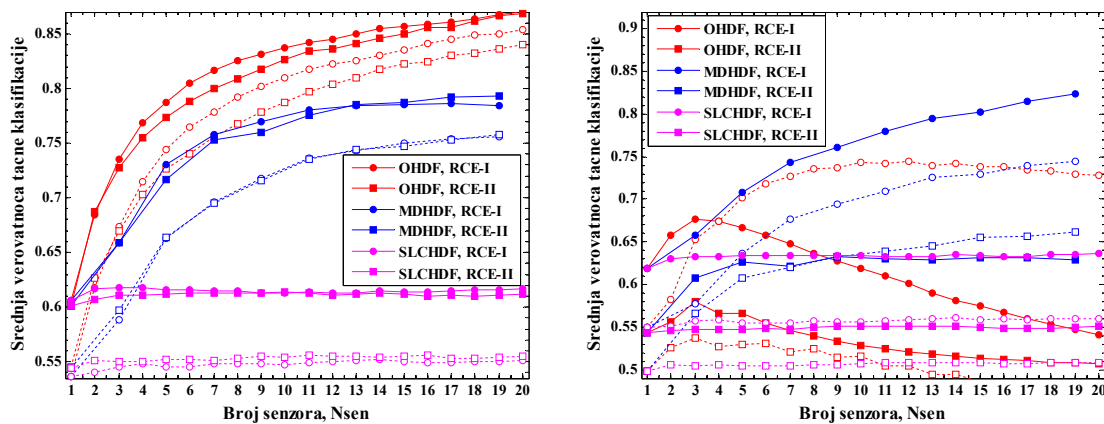 Srednja verovatnoca tacne klasifikacije
0.85
0.8
0.75
0.7
0.65
0.6
0.55
1 2 3 4 5 6 7 8 9 10 11 12 13 14 15 16 17 18 19 20
Broj senzora, Nsen
OHDF, RCE-I
OHDF, RCE-II
MDHDF, RCE-I
MDHDF, RCE-II
SLCHDF, RCE-I
SLCHDF, RCE-II
Srednja verovatnoca tacne klasifikacije
0.9
0.85
0.8
0.75
0.7
0.65
0.6
0.55
0.5
1 2 3 4 5 6 7 8 9 10 11 12 13 14 15 16 17 18 19 20
Broj senzora, Nsen
OHDF, RCE-I
OHDF, RCE-II
MDHDF, RCE-I
MDHDF, RCE-II
SLCHDF, RCE-I
SLCHDF, RCE-II